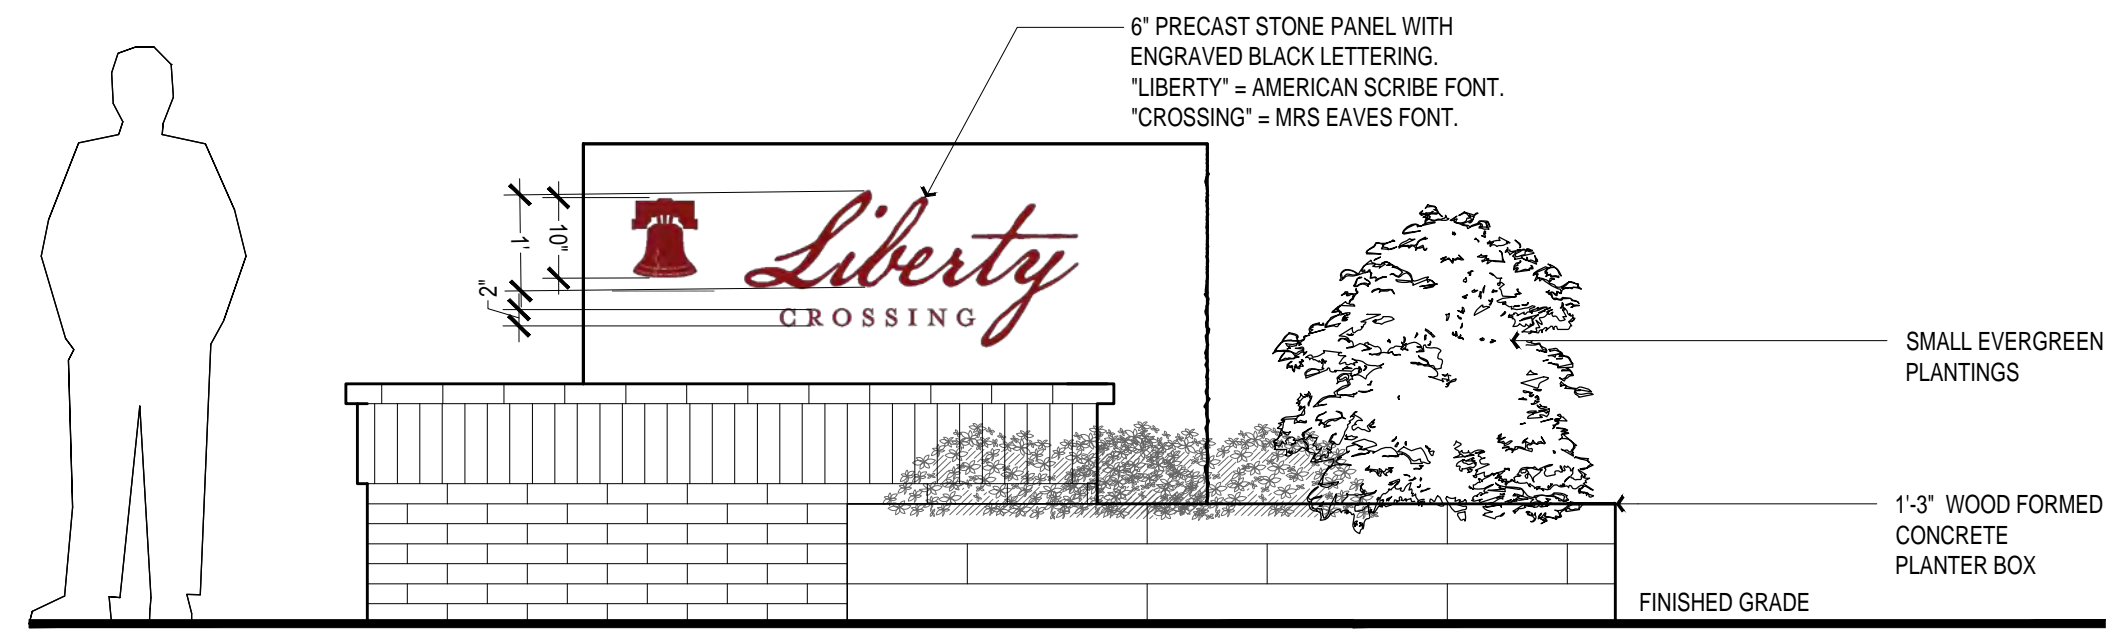 6" PRECAST STONE PANEL WITH
ENGRAVED BLACK LETTERING.
"LIBERTY" = AMERICAN SCRIBE FONT.
"CROSSING" = MRS EAVES FONT.
1'
10"
2"
Liberty
CROSSING
SMALL EVERGREEN
PLANTINGS
1'-3" WOOD FORMED
CONCRETE
PLANTER BOX
FINISHED GRADE